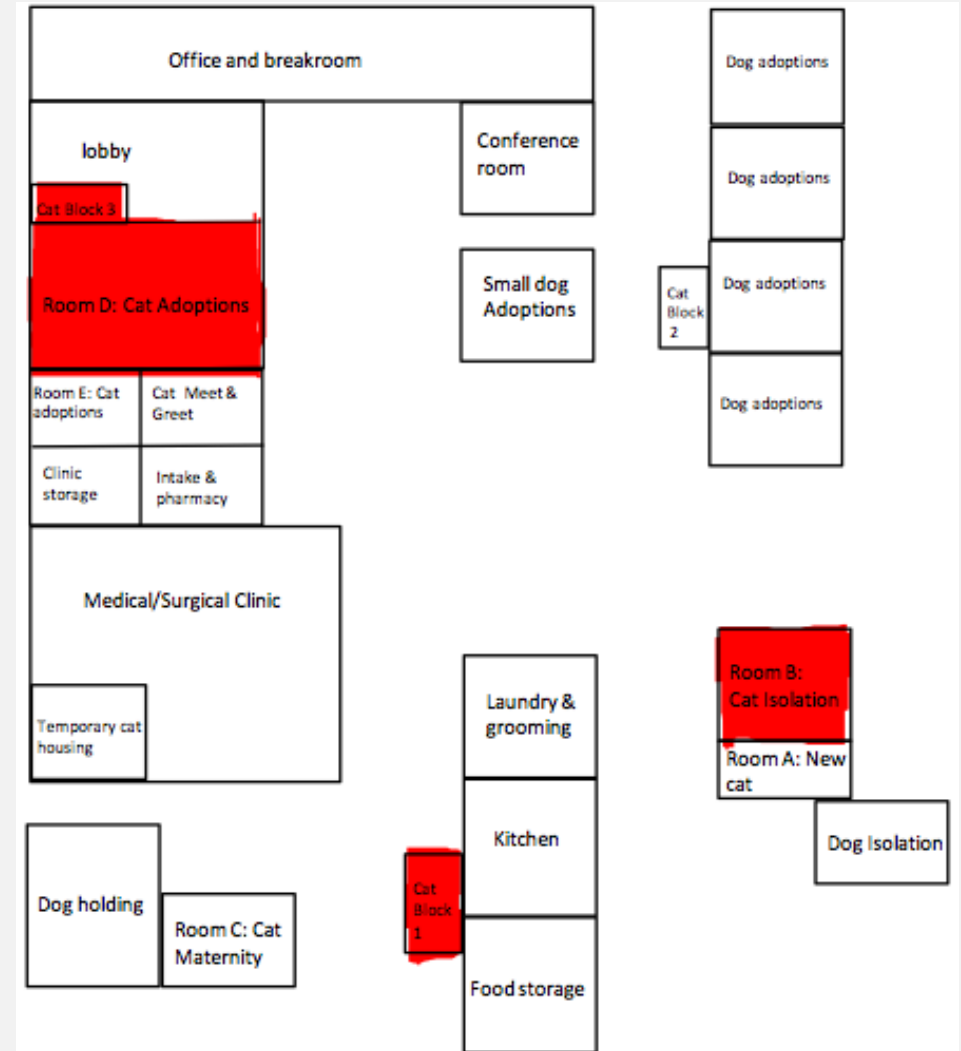 Office and breakroom
Dog adoptions
lobby
Conference
room
Dog adoptions
Cat Block 3
Room D: Cat Adoptions
Small dog
Adoptions
Cat
Block
2
Dog adoptions
Room E: Cat
adoptions
Cat Meet &
Greet
Dog adoptions
Clinic
storage
Intake &
pharmacy
Medical/Surgical Clinic
Temporary cat
housing
Laundry &
grooming
Room B:
Cat Isolation
Room A: New
cat
Kitchen
Dog Isolation
Dog holding
Room C: Cat
Maternity
Cat
Block
1
Food storage